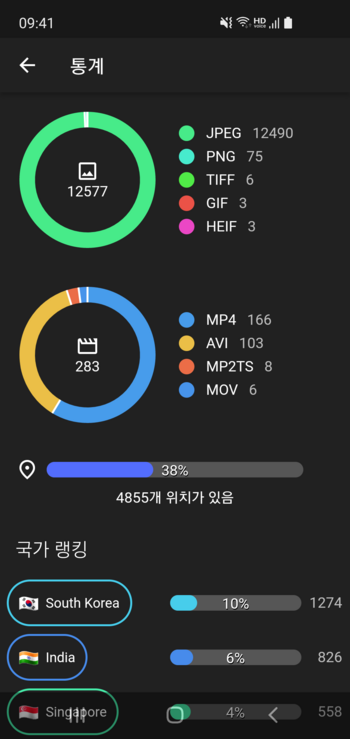 09:41
HD
VOICE
통계
JPEG 12490
PNG 75
TIFF 6
GIF 3
HEIF 3
12577
MP4 166
AVI 103
MP2TS 8
MOV 6
283
38%
4855개 위치가 있음
국가 랭킹
South Korea 10% 1274
India 6% 826
Singapore 4% 558